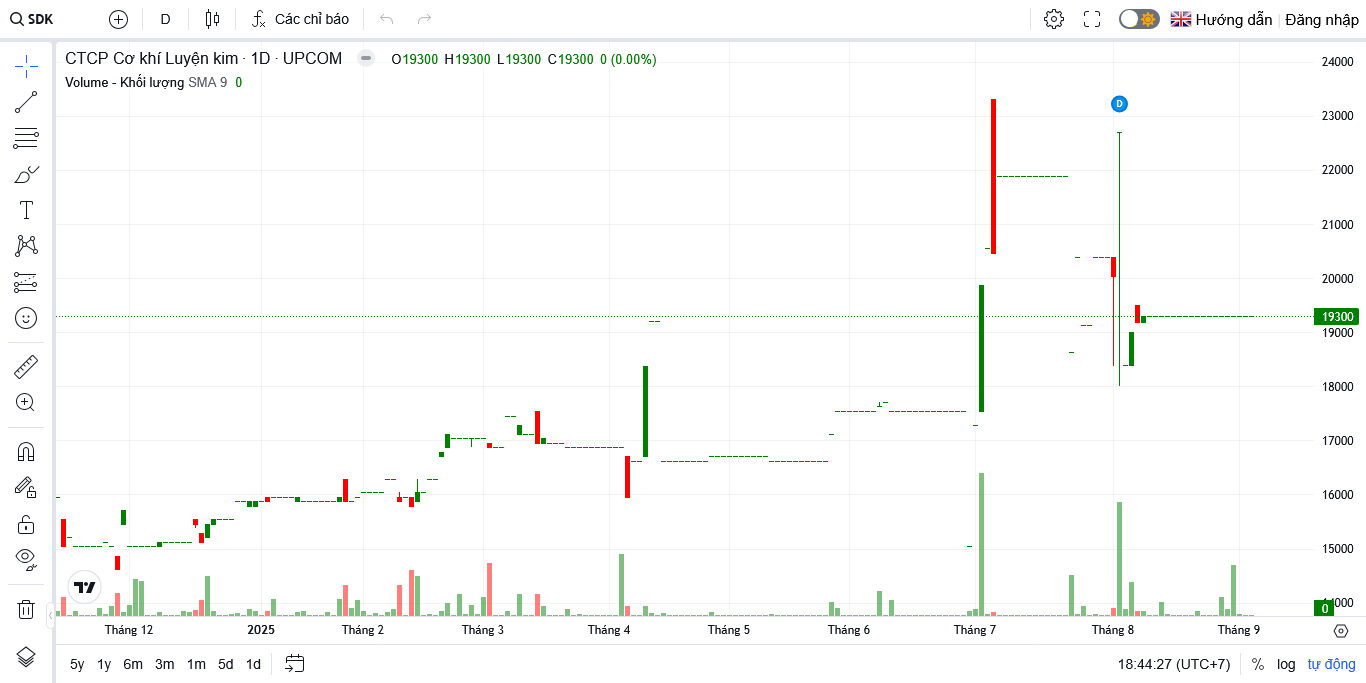 SDK D Các chỉ báo Hướng dẫn Đăng nhập
CTCP Cơ khí Luyện kim · 1D · UPCOM O19300 H19300 L19300 C19300 0 (0.00%)
Volume - Khối lượng SMA 9 0
24000
D
23000
22000
21000
20000
19300
19000
18000
17000
16000
15000
0
Tháng 12 2025 Tháng 2 Tháng 3 Tháng 4 Tháng 5 Tháng 6 Tháng 7 Tháng 8 Tháng 9
5y 1y 6m 3m 1m 5d 1d 18:44:27 (UTC+7) % log tự động